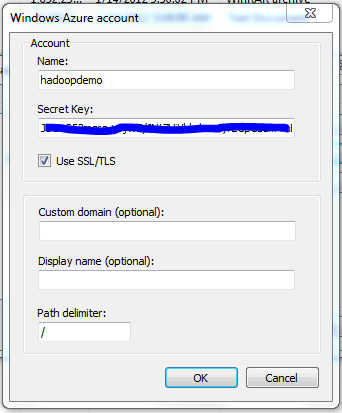 Windows Azure account
Account
Name:
hadoopdemo
Secret Key:
Use SSL/TLS
Custom domain (optional):
Display name (optional):
Path delimiter:
/
OK
Cancel